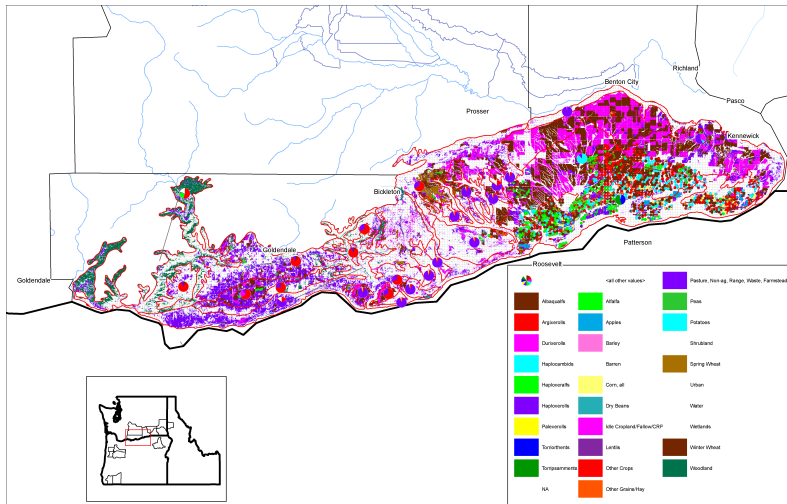 Richland
Benton City
Pasco
Prosser
Kennewick
Bickleton
Goldendale
Patterson
Roosevelt
Goldendale
<all other values>
Pasture, Non-ag, Range, Waste, Farmstead
Albaqualfs
Alfalfa
Peas
Argixerolls
Apples
Potatoes
Durixerolls
Barley
Shrubland
Haplocambids
Barren
Spring Wheat
Haploxeralfs
Corn, all
Urban
Haploxerolls
Dry Beans
Water
Palexerolls
Idle Cropland/Fallow/CRP
Wetlands
Torriorthents
Lentils
Winter Wheat
Torripsamments
Other Crops
Woodland
NA
Other Grains/Hay